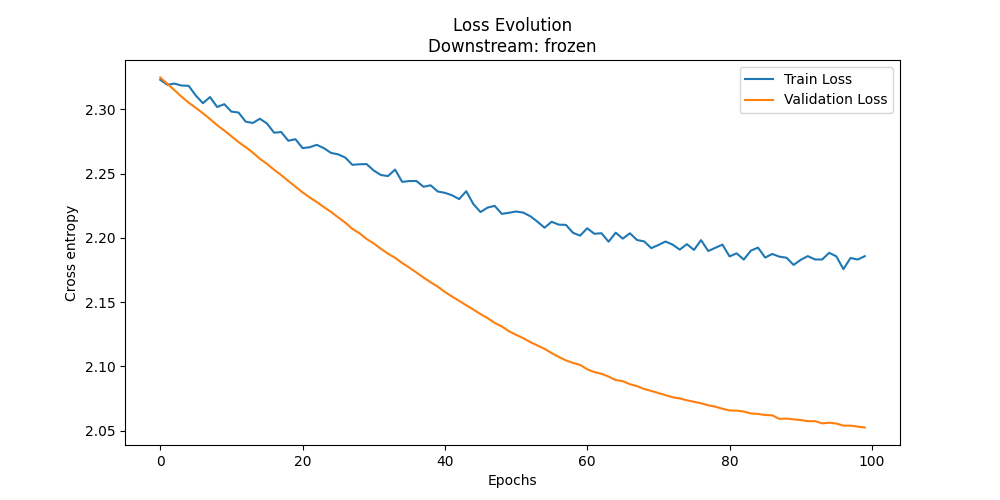 Loss Evolution
Downstream: frozen
Train Loss
Validation Loss
Cross entropy
2.30
2.25
2.20
2.15
2.10
2.05
0 20 40 60 80 100
Epochs